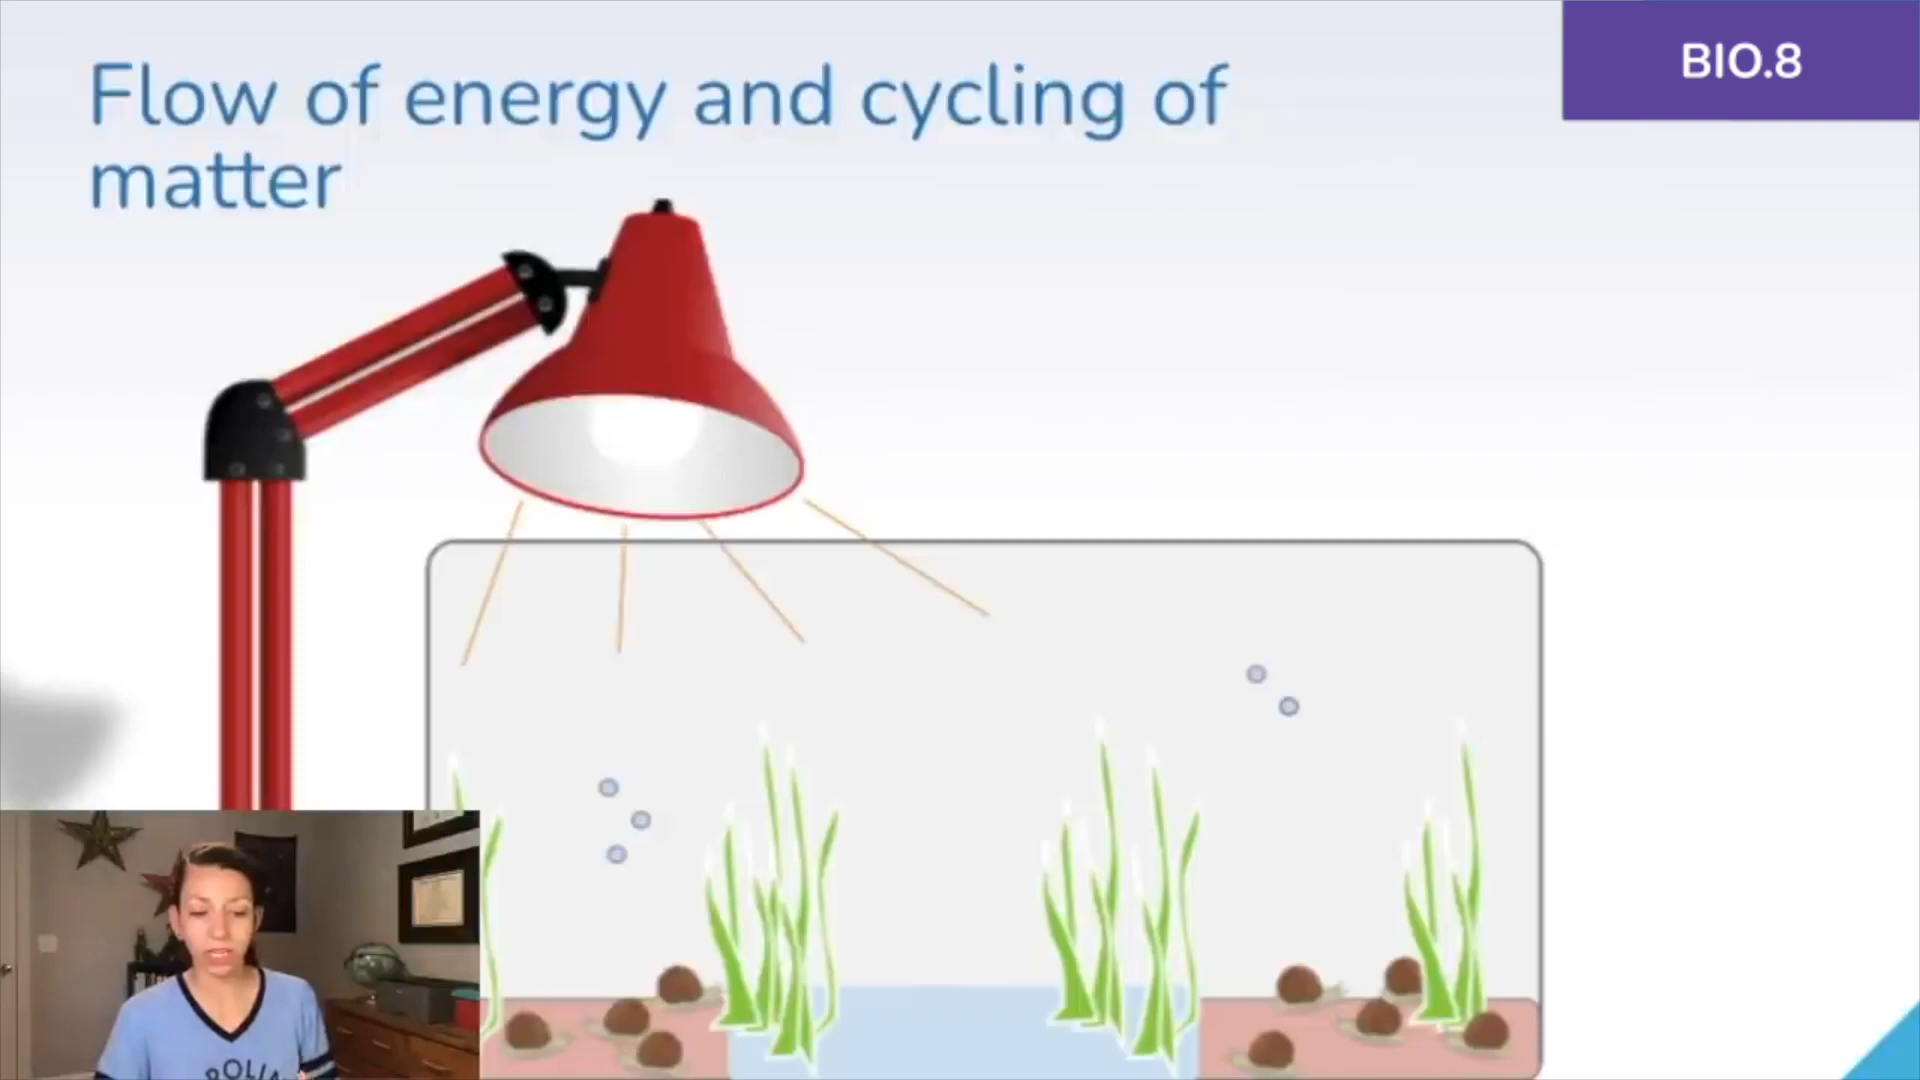 Flow of energy and cycling of
matter
BIO.8